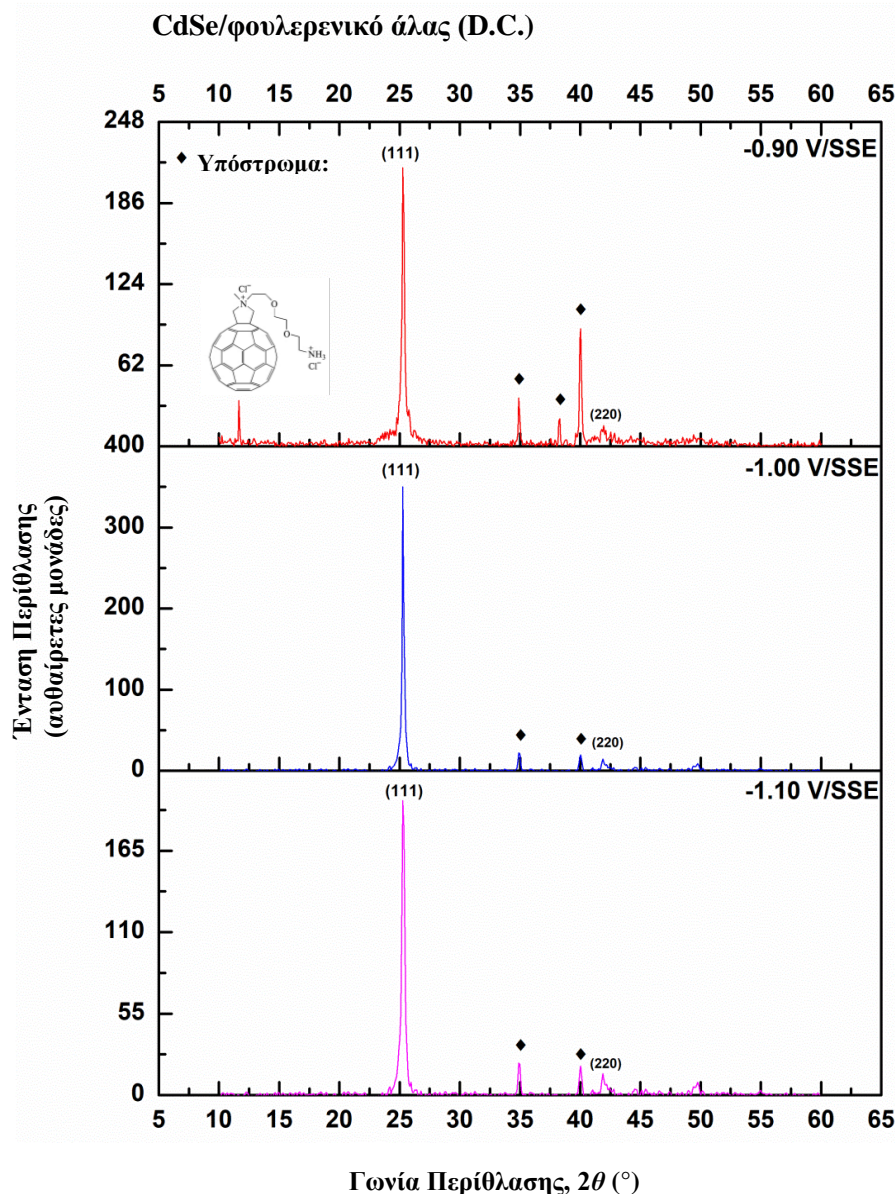 CdSe/φουλερενικό άλας (D.C.)
5 10 15 20 25 30 35 40 45 50 55 60 65
248
186
124
62
400
300
200
100
0
165
110
55
0
-0.90 V/SSE
♦ Υπόστρωμα:
(111)
♦ ♦ ♦
(220)
Cl⁻
N⁺
O
O
NH₃⁺
Cl⁻
-1.00 V/SSE
(111)
♦ ♦
(220)
-1.10 V/SSE
(111)
♦ ♦
(220)
Ένταση Περίθλασης
(αυθαίρετες μονάδες)
5 10 15 20 25 30 35 40 45 50 55 60 65
Γωνία Περίθλασης, 2θ (°)